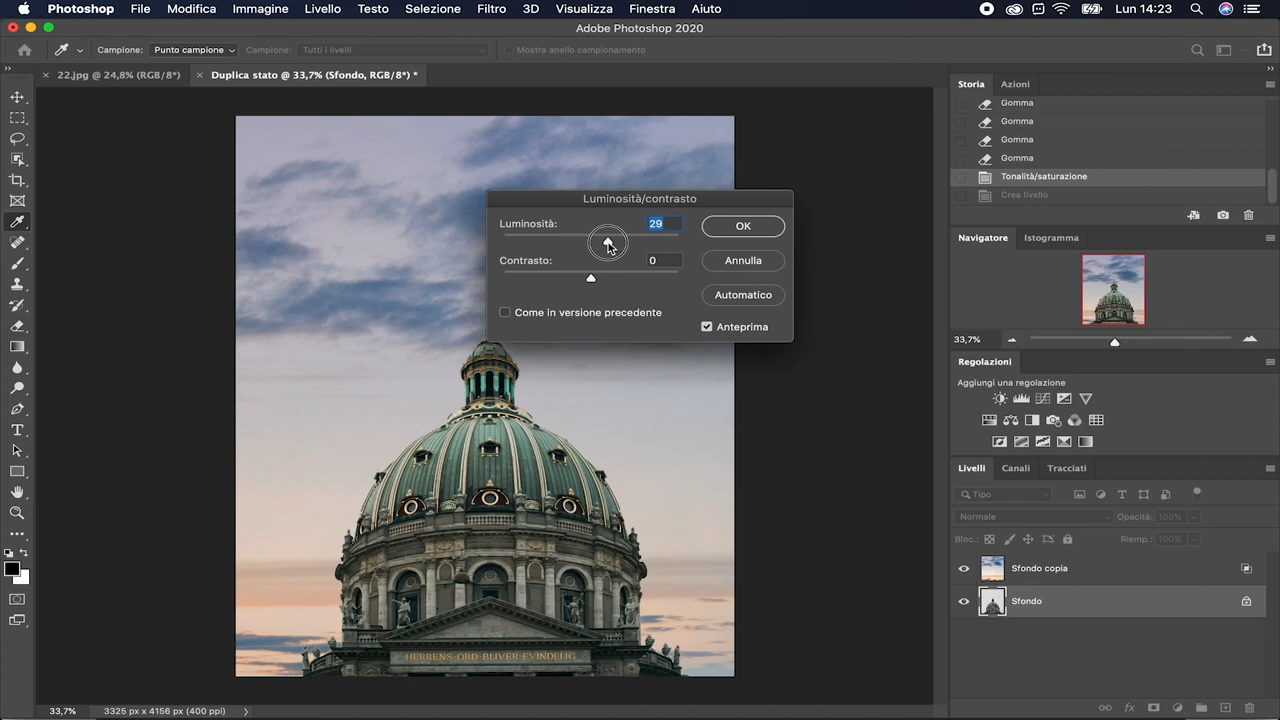 Photoshop File Modifica Immagine Livello Testo Selezione Filtro 3D Visualizza Finestra Aiuto Lun 14:23
Adobe Photoshop 2020
Campione: Punto campione Campione: Tutti i livelli Mostra anello campionamento
22.jpg @ 24,8% (RGB/8*) Duplica stato @ 33,7% (Sfondo, RGB/8*) *
Storia Azioni
Gomma
Gomma
Gomma
Gomma
Tonalità/saturazione
Crea livello
Luminosità/contrasto
Luminosità: 29 OK
Contrasto: 0 Annulla
Automatico
Come in versione precedente
Anteprima
Navigatore Istogramma
33,7%
Regolazioni
Aggiungi una regolazione
Livelli Canali Tracciati
Tipo
Normale Opacità: 100%
Bloc.: Riemp.: 100%
Sfondo copia
Sfondo
HERRENS·ORD·BLIVER·EVINDELIG
33,7% 3325 px x 4156 px (400 ppi)